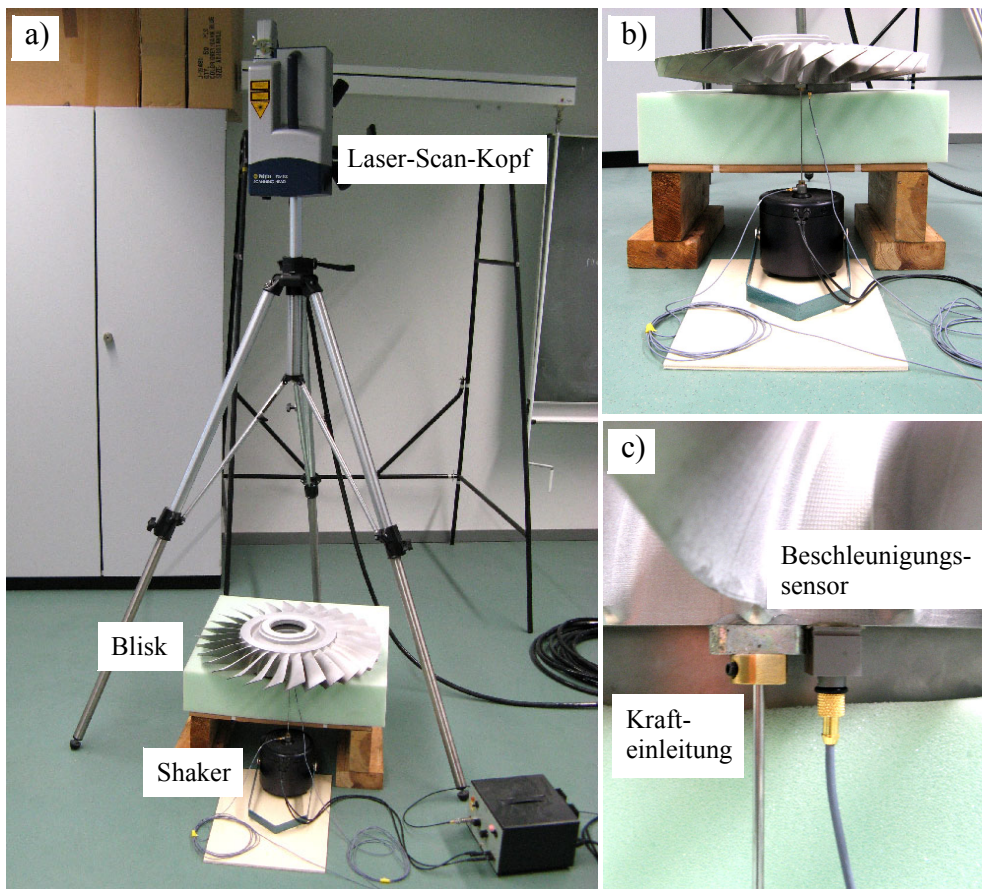 a)
Laser-Scan-Kopf
Blisk
Shaker
b)
c)
Beschleunigungs-
sensor
Kraft-
einleitung